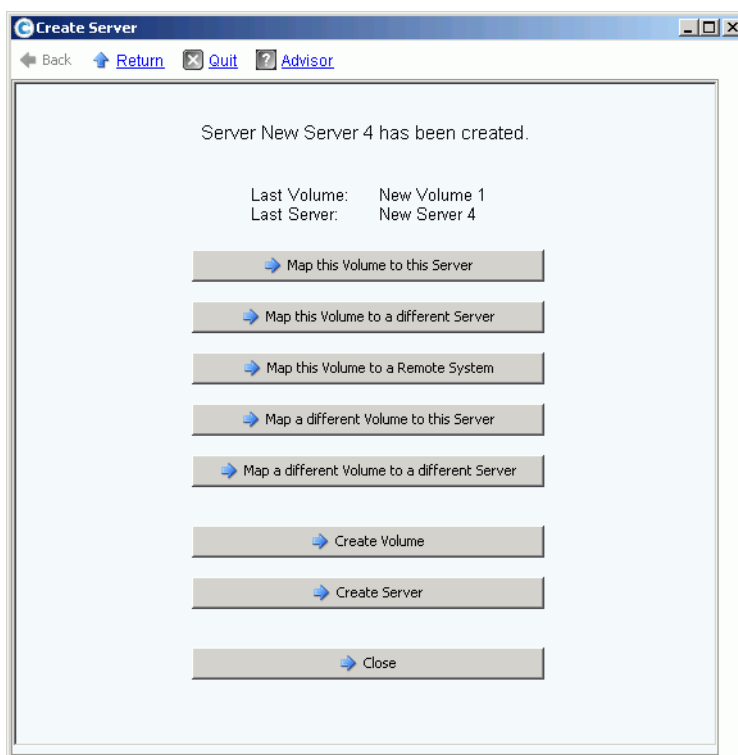 Create Server
Back Return Quit Advisor
Server New Server 4 has been created.
Last Volume: New Volume 1
Last Server: New Server 4
Map this Volume to this Server
Map this Volume to a different Server
Map this Volume to a Remote System
Map a different Volume to this Server
Map a different Volume to a different Server
Create Volume
Create Server
Close